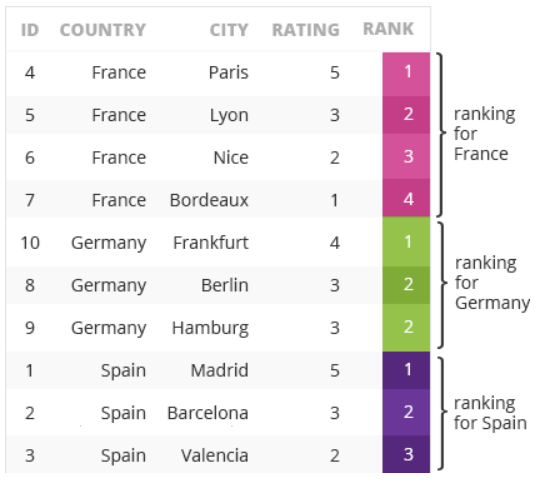 ID COUNTRY CITY RATING RANK
4 France Paris 5 1
5 France Lyon 3 2
6 France Nice 2 3
7 France Bordeaux 1 4
ranking
for
France
10 Germany Frankfurt 4 1
8 Germany Berlin 3 2
9 Germany Hamburg 3 2
ranking
for
Germany
1 Spain Madrid 5 1
2 Spain Barcelona 3 2
3 Spain Valencia 2 3
ranking
for Spain